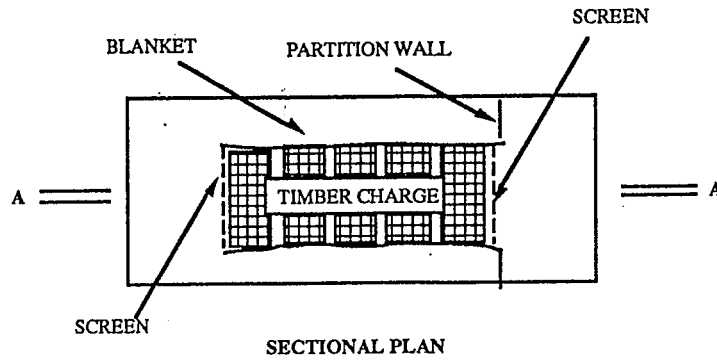 SCREEN
BLANKET
PARTITION WALL
A
TIMBER CHARGE
A
SCREEN
SECTIONAL PLAN